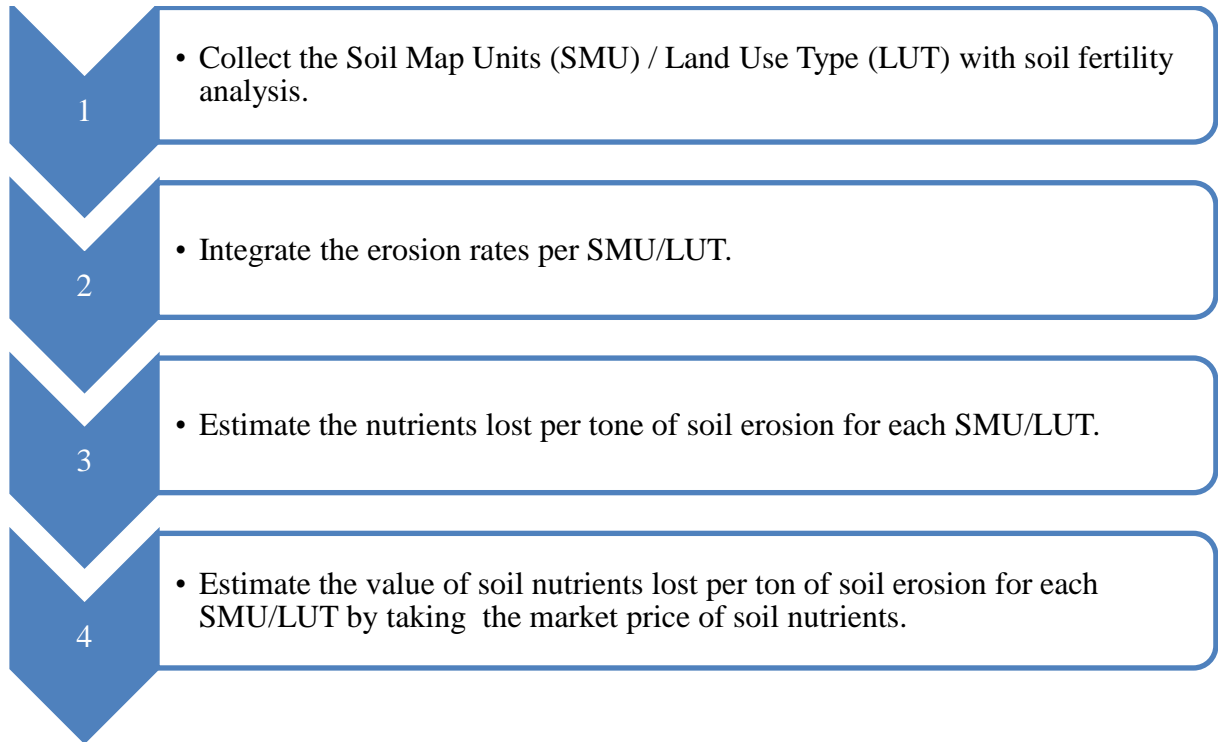 1
• Collect the Soil Map Units (SMU) / Land Use Type (LUT) with soil fertility
analysis.
2
• Integrate the erosion rates per SMU/LUT.
3
• Estimate the nutrients lost per tone of soil erosion for each SMU/LUT.
4
• Estimate the value of soil nutrients lost per ton of soil erosion for each
SMU/LUT by taking  the market price of soil nutrients.